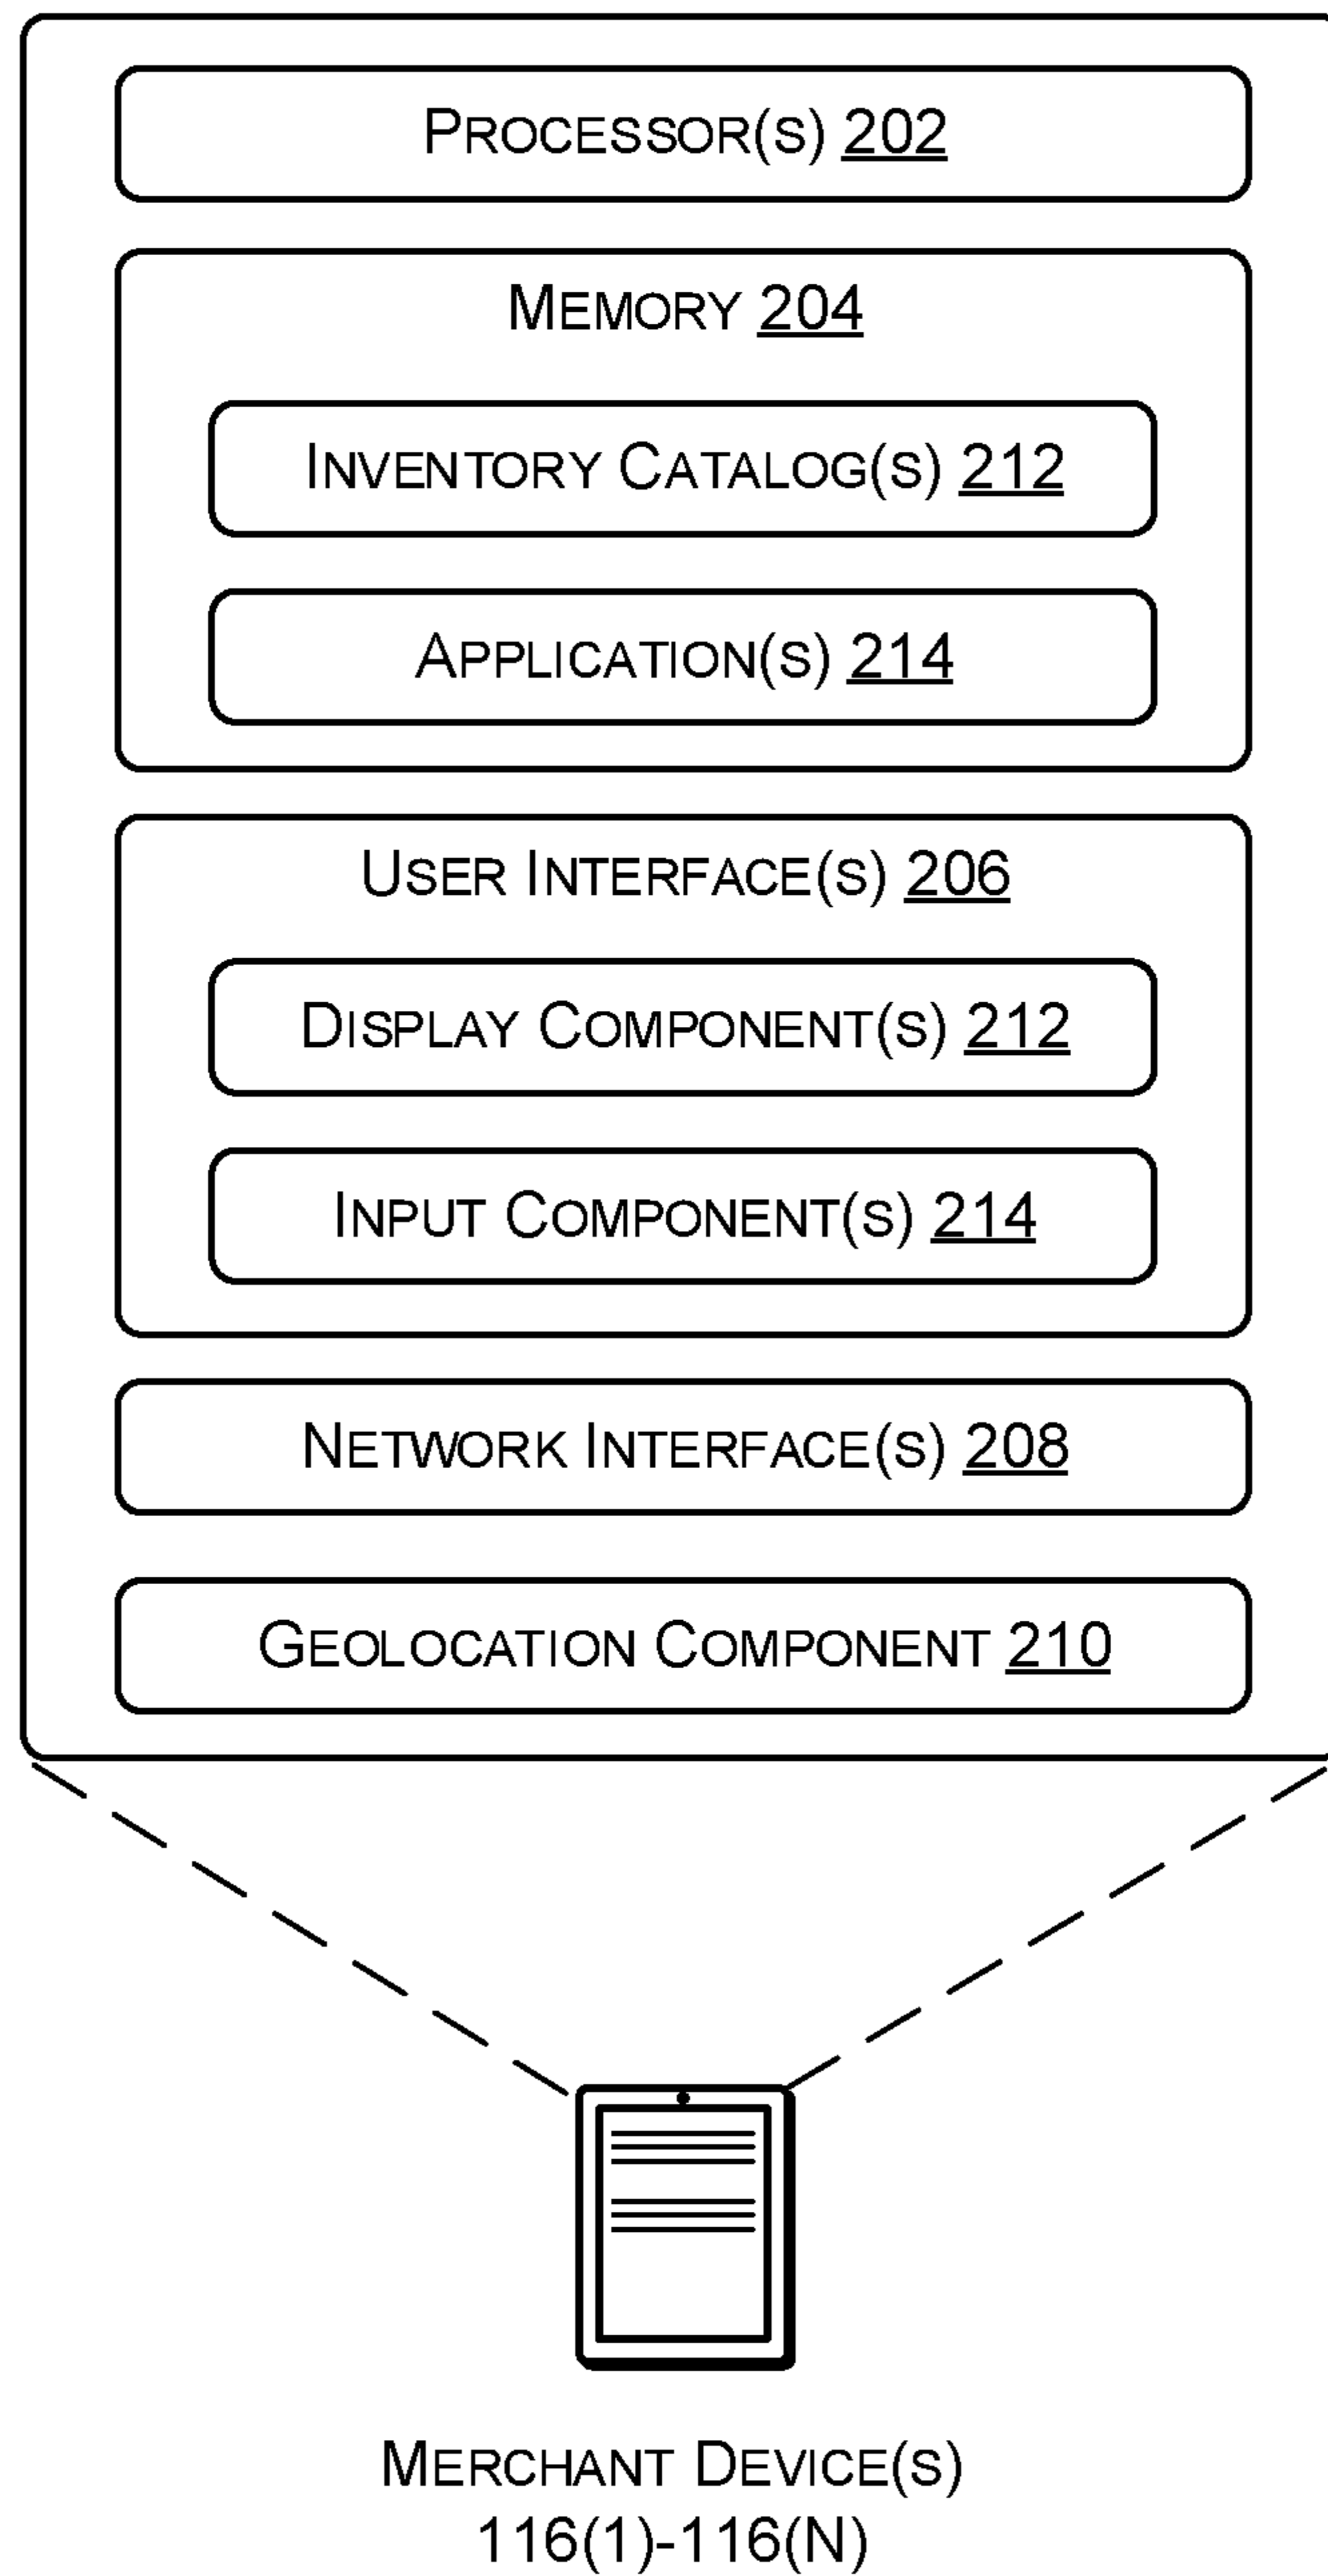 PROCESSOR(S) 202
MEMORY 204
INVENTORY CATALOG(S) 212
APPLICATION(S) 214
USER INTERFACE(S) 206
DISPLAY COMPONENT(S) 212
INPUT COMPONENT(S) 214
NETWORK INTERFACE(S) 208
GEOLOCATION COMPONENT 210
MERCHANT DEVICE(S)
116(1)-116(N)